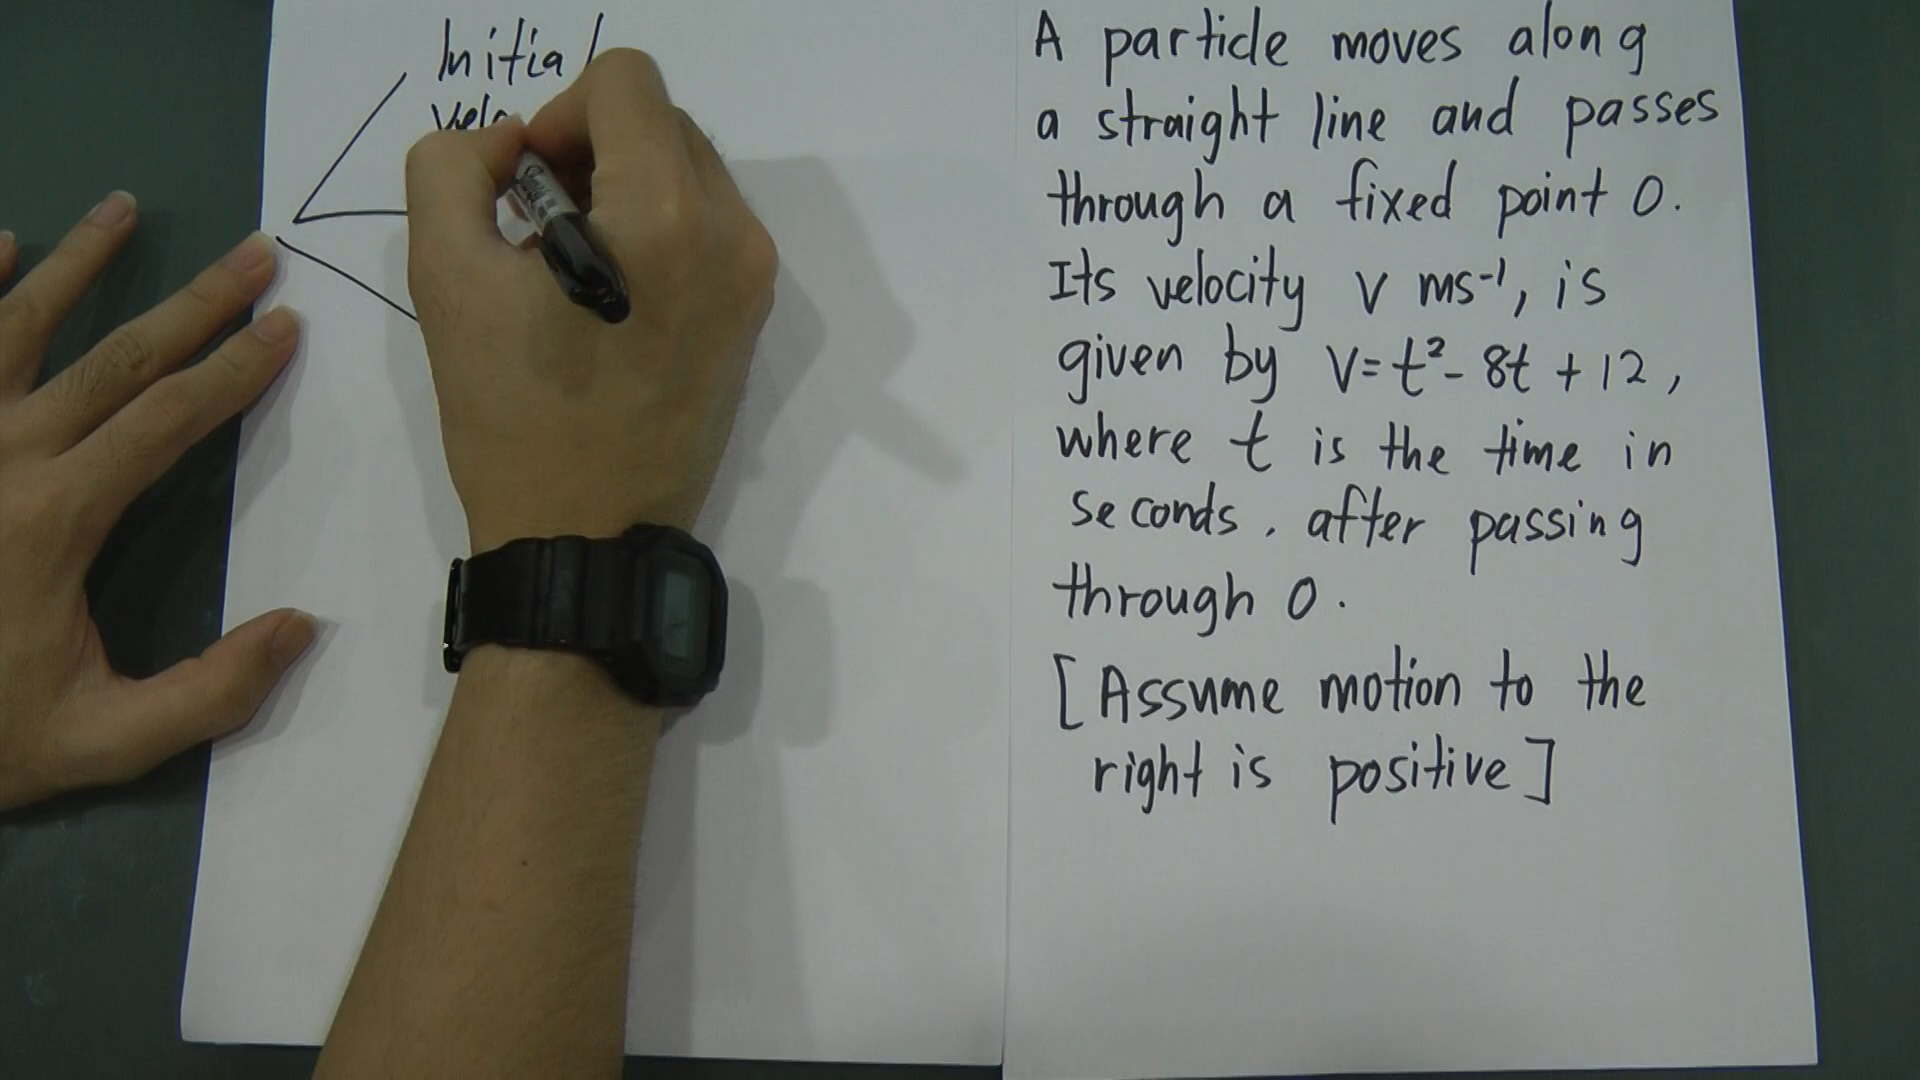 Initial
velo
A particle moves along
a straight line and passes
through a fixed point O.
Its velocity v ms⁻¹, is
given by v=t²-8t+12,
where t is the time in
seconds, after passing
through O.
[Assume motion to the
right is positive]